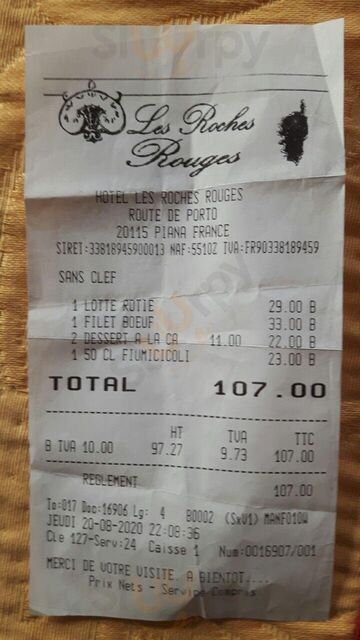 Sluurpy
Les Roches
Rouges
HOTEL LES ROCHES ROUGES
ROUTE DE PORTO
20115 PIANA FRANCE
SIRET:33818945900013 NAF:5510Z TVA:FR90338189459
SANS CLEF
1 LOTTE ROTIE 29.00 B
1 FILET BOEUF 33.00 B
2 DESSERT A LA CA 11.00 22.00 B
1 50 CL FIUMICICOLI 23.00 B
TOTAL 107.00
HT TVA TTC
B TVA 10.00 97.27 9.73 107.00
REGLEMENT 107.00
To:017 Doc:16906 Lg: 4 B0002 (SxV1) MANF010W
JEUDI 20-08-2020 22:08:36
Cle 127-Serv:24 Caisse 1 Num:0016907/001
MERCI DE VOTRE VISITE. A BIENTOT....
Prix Nets - Service Compris